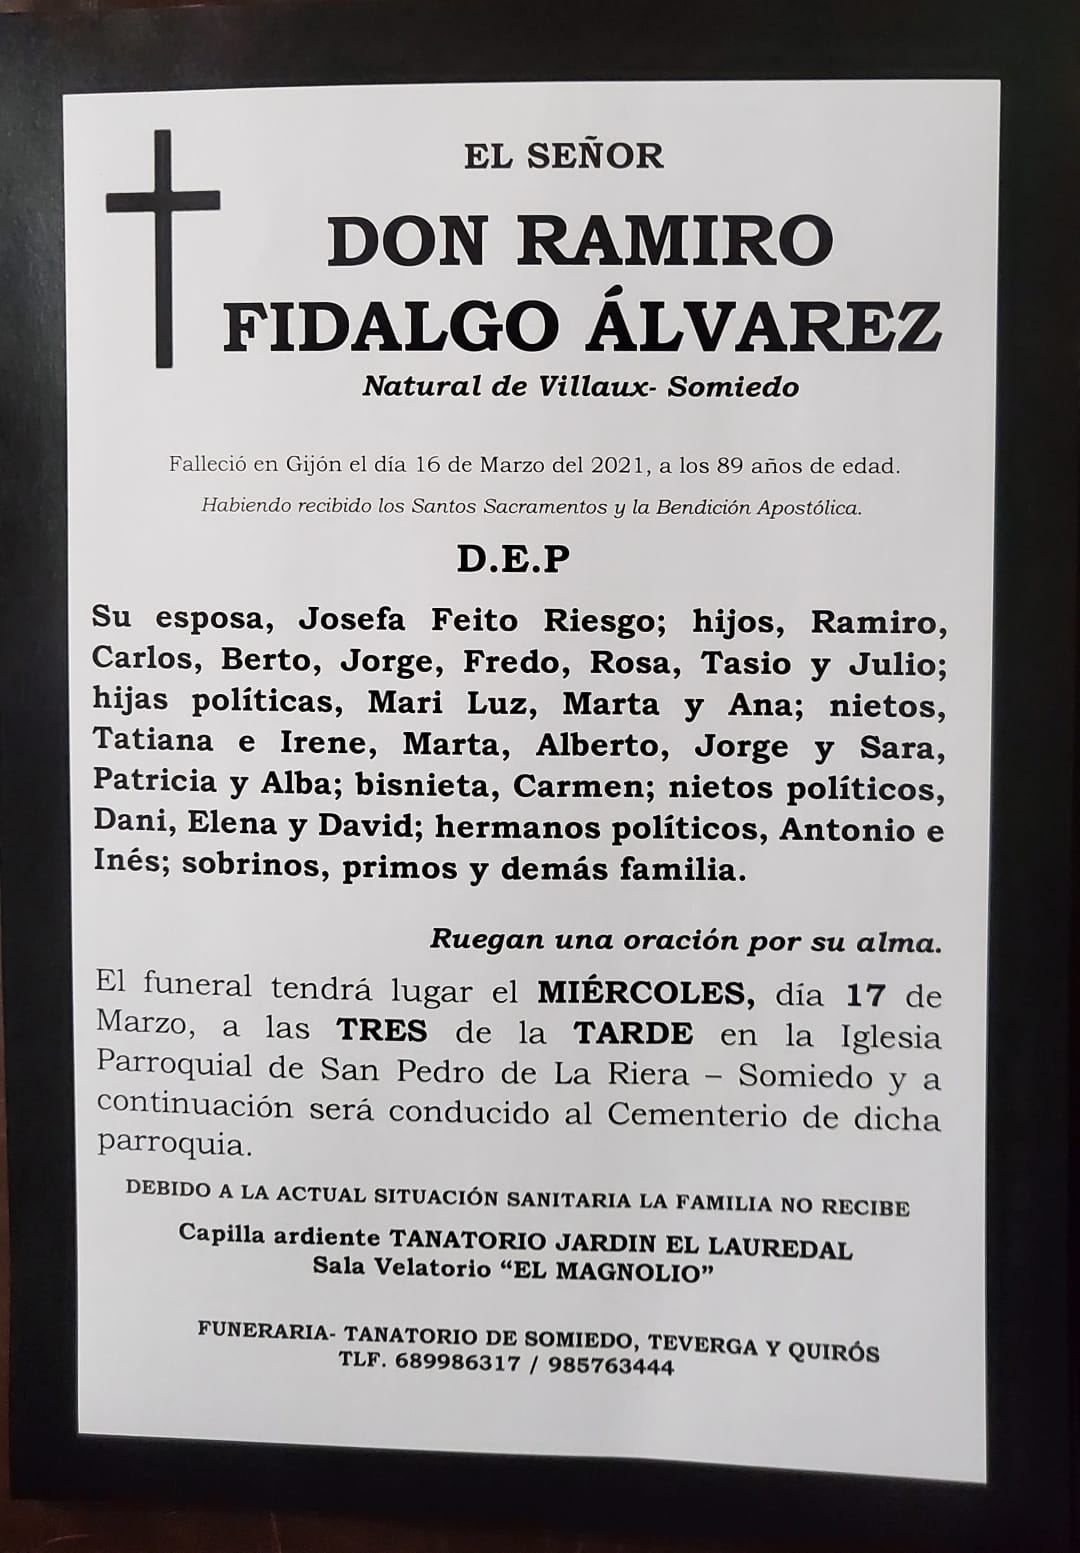 EL SEÑOR
DON RAMIRO
FIDALGO ÁLVAREZ
Natural de Villaux- Somiedo
Falleció en Gijón el día 16 de Marzo del 2021, a los 89 años de edad.
Habiendo recibido los Santos Sacramentos y la Bendición Apostólica.
D.E.P
Su esposa, Josefa Feito Riesgo; hijos, Ramiro,
Carlos, Berto, Jorge, Fredo, Rosa, Tasio y Julio;
hijas políticas, Mari Luz, Marta y Ana; nietos,
Tatiana e Irene, Marta, Alberto, Jorge y Sara,
Patricia y Alba; bisnieta, Carmen; nietos políticos,
Dani, Elena y David; hermanos políticos, Antonio e
Inés; sobrinos, primos y demás familia.
Ruegan una oración por su alma.
El funeral tendrá lugar el MIÉRCOLES, día 17 de
Marzo, a las TRES de la TARDE en la Iglesia
Parroquial de San Pedro de La Riera – Somiedo y a
continuación será conducido al Cementerio de dicha
parroquia.
DEBIDO A LA ACTUAL SITUACIÓN SANITARIA LA FAMILIA NO RECIBE
Capilla ardiente TANATORIO JARDIN EL LAUREDAL
Sala Velatorio “EL MAGNOLIO”
FUNERARIA- TANATORIO DE SOMIEDO, TEVERGA Y QUIRÓS
TLF. 689986317 / 985763444